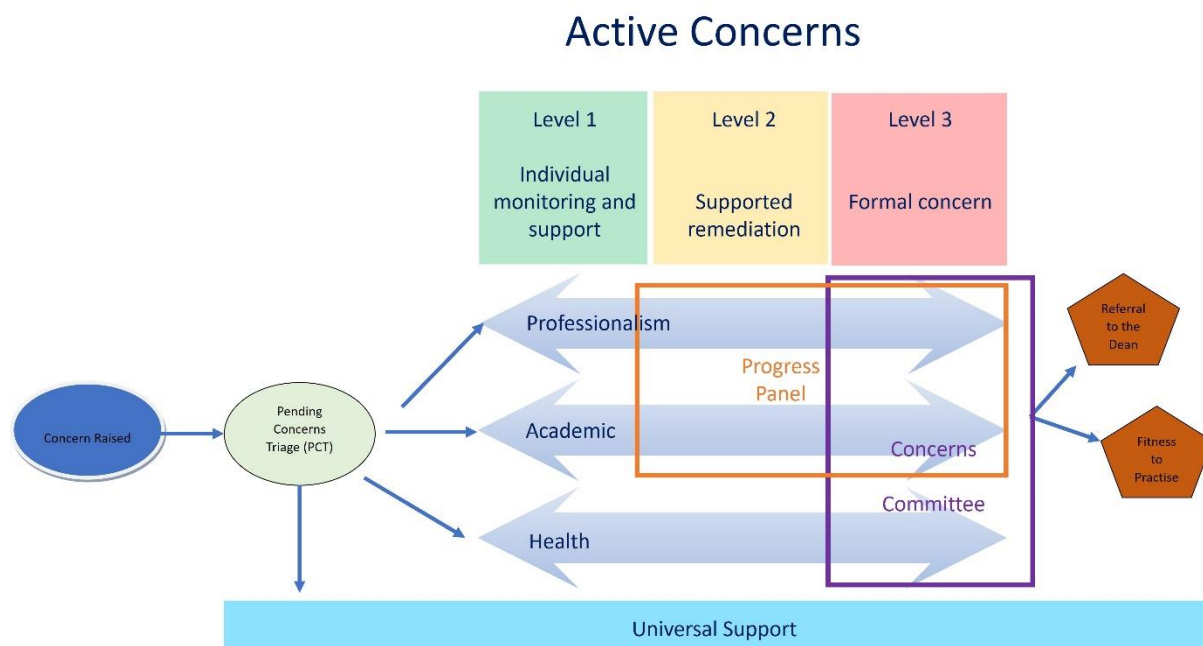 Active Concerns
Level 1
Individual
monitoring and
support
Level 2
Supported
remediation
Level 3
Formal concern
Professionalism
Progress
Panel
Academic
Concerns
Committee
Health
Concern Raised
Pending
Concerns
Triage (PCT)
Referral
to the
Dean
Fitness
to
Practise
Universal Support